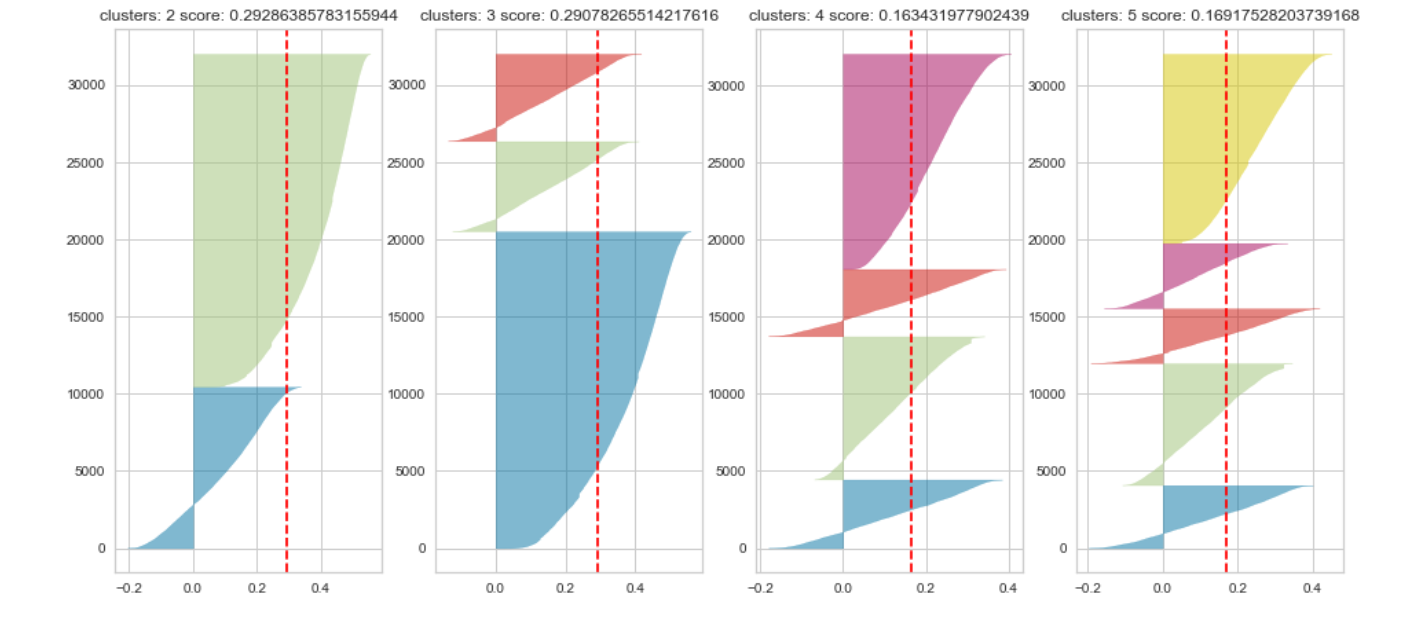 clusters: 2 score: 0.29286385783155944
clusters: 3 score: 0.29078265514217616
clusters: 4 score: 0.163431977902439
clusters: 5 score: 0.16917528203739168
30000 30000 30000 30000
25000 25000 25000 25000
20000 20000 20000 20000
15000 15000 15000 15000
10000 10000 10000 10000
5000 5000 5000 5000
0 0 0 0
−0.2 0.0 0.2 0.4 0.0 0.2 0.4 −0.2 0.0 0.2 0.4 −0.2 0.0 0.2 0.4